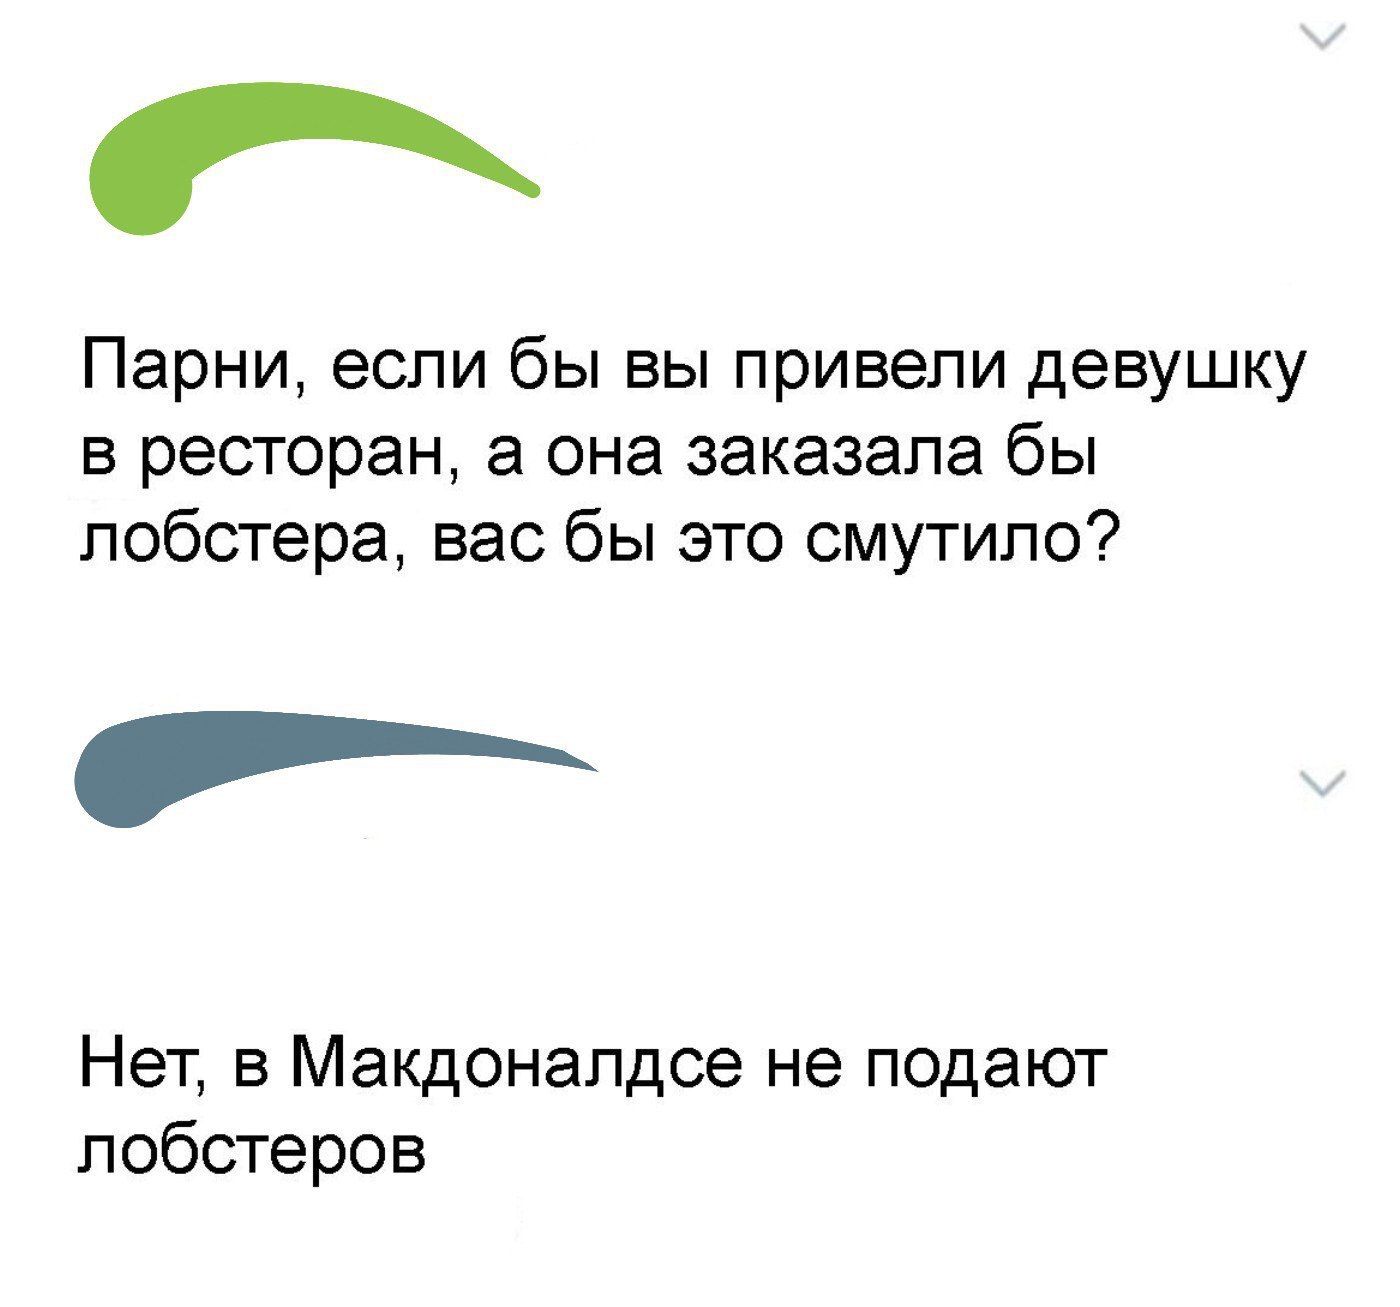 Парни, если бы вы привели девушку
в ресторан, а она заказала бы
лобстера, вас бы это смутило?
Нет, в Макдоналдсе не подают
лобстеров